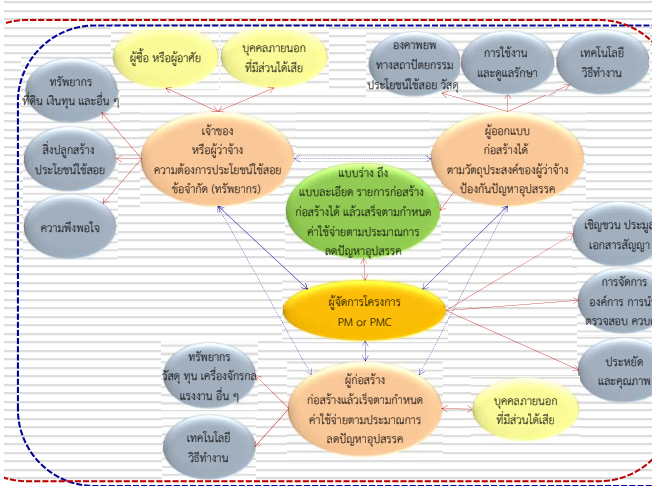 ผู้ซื้อ หรือผู้อาศัย
บุคคลภายนอก
ที่มีส่วนได้เสีย
องคาพยพ
ทางสถาปัตยกรรม
ประโยชน์ใช้สอย วัสดุ
การใช้งาน
และดูแลรักษา
เทคโนโลยี
วิธีทำงาน
ทรัพยากร
ที่ดิน เงินทุน และอื่น ๆ
สิ่งปลูกสร้าง
ประโยชน์ใช้สอย
ความพึงพอใจ
เจ้าของ
หรือผู้ว่าจ้าง
ความต้องการประโยชน์ใช้สอย
ข้อจำกัด (ทรัพยากร)
ผู้ออกแบบ
ก่อสร้างได้
ตามวัตถุประสงค์ของผู้ว่าจ้าง
ป้องกันปัญหาอุปสรรค
แบบร่าง ถึง
แบบละเอียด รายการก่อสร้าง
ก่อสร้างได้ แล้วเสร็จตามกำหนด
ค่าใช้จ่ายตามประมาณการ
ลดปัญหาอุปสรรค
ผู้จัดการโครงการ
PM or PMC
เชิญชวน
เอกสารสัญญา
การจัดการ
องค์การ
ตรวจสอบ
ประหยัด
และคุณภาพ
ทรัพยากร
วัสดุ ทุน เครื่องจักรกล
แรงงาน อื่น ๆ
เทคโนโลยี
วิธีทำงาน
ผู้ก่อสร้าง
ก่อสร้างแล้วเร็จตามกำหนด
ค่าใช้จ่ายตามประมาณการ
ลดปัญหาอุปสรรค
บุคคลภายนอก
ที่มีส่วนได้เสีย